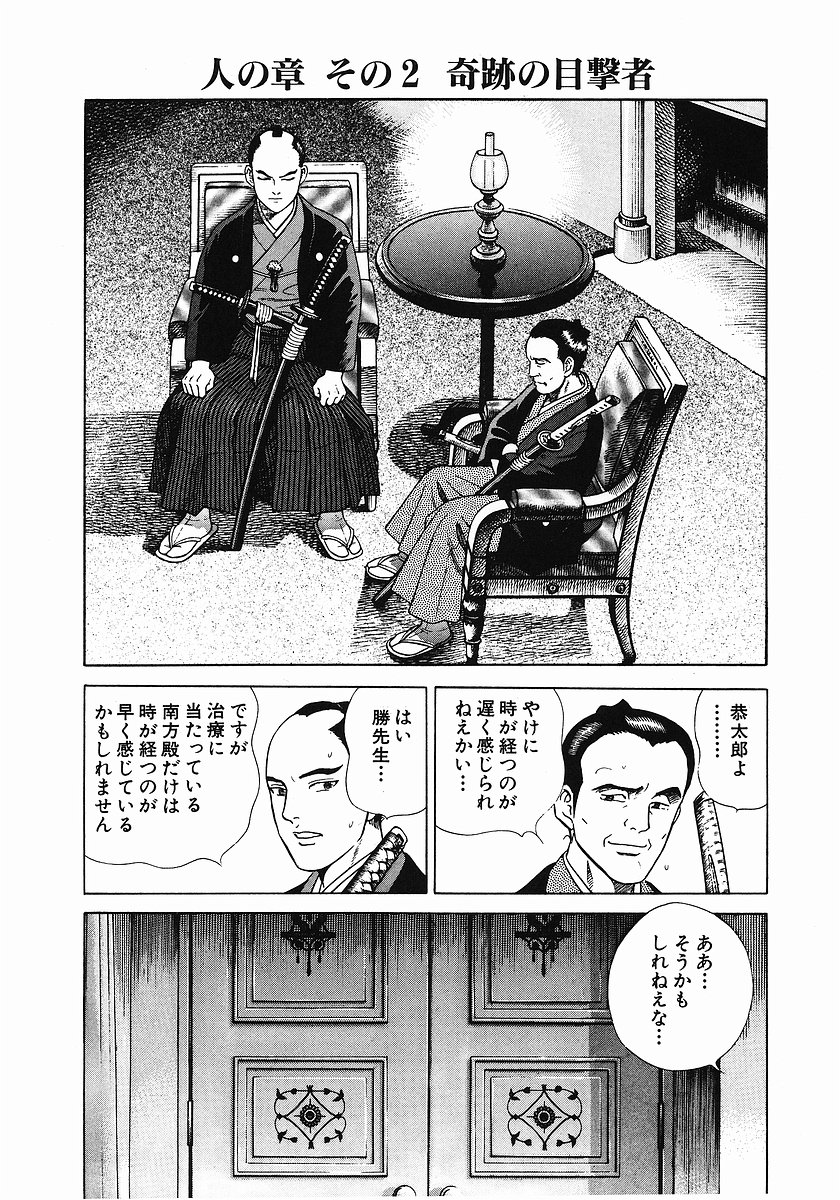 人の章 その2 奇跡の目撃者
恭太郎よ
………
やけに
時が経つのが
遅く感じられ
ねえかい…
はい
勝先生…
ですが
治療に
当たっている
南方殿だけは
時が経つのが
早く感じている
かもしれません
ああ…
そうかも
しれねえな…